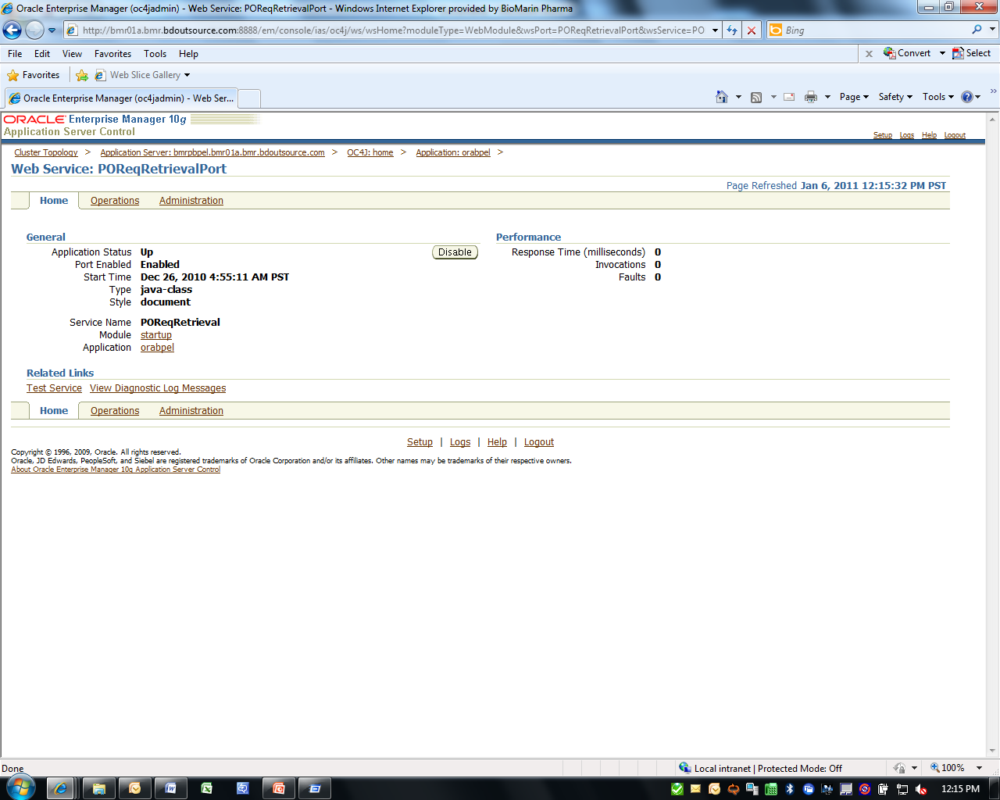 Oracle Enterprise Manager (oc4jadmin) - Web Service: POReqRetrievalPort - Windows Internet Explorer provided by BioMarin Pharma
http://bmr01a.bmr.bdoutsource.com:8888/em/console/ias/oc4j/ws/wsHome?moduleType=WebModule&wsPort=POReqRetrievalPort&wsService=PO
Bing
File Edit View Favorites Tools Help
Convert Select
Favorites Web Slice Gallery
Oracle Enterprise Manager (oc4jadmin) - Web Ser...
Page Safety Tools
ORACLE Enterprise Manager 10g
Application Server Control
Setup Logs Help Logout
Cluster Topology > Application Server: bmrpbpel.bmr01a.bmr.bdoutsource.com > OC4J: home > Application: orabpel >
Web Service: POReqRetrievalPort
Page Refreshed Jan 6, 2011 12:15:32 PM PST
Home Operations Administration
General
Performance
Application Status Up
Disable
Response Time (milliseconds) 0
Port Enabled Enabled
Invocations 0
Start Time Dec 26, 2010 4:55:11 AM PST
Faults 0
Type java-class
Style document
Service Name POReqRetrieval
Module startup
Application orabpel
Related Links
Test Service View Diagnostic Log Messages
Home Operations Administration
Setup | Logs | Help | Logout
Copyright © 1996, 2009, Oracle. All rights reserved.
Oracle, JD Edwards, PeopleSoft, and Siebel are registered trademarks of Oracle Corporation and/or its affiliates. Other names may be trademarks of their respective owners.
About Oracle Enterprise Manager 10g Application Server Control
Done
Local intranet | Protected Mode: Off
100%
12:15 PM